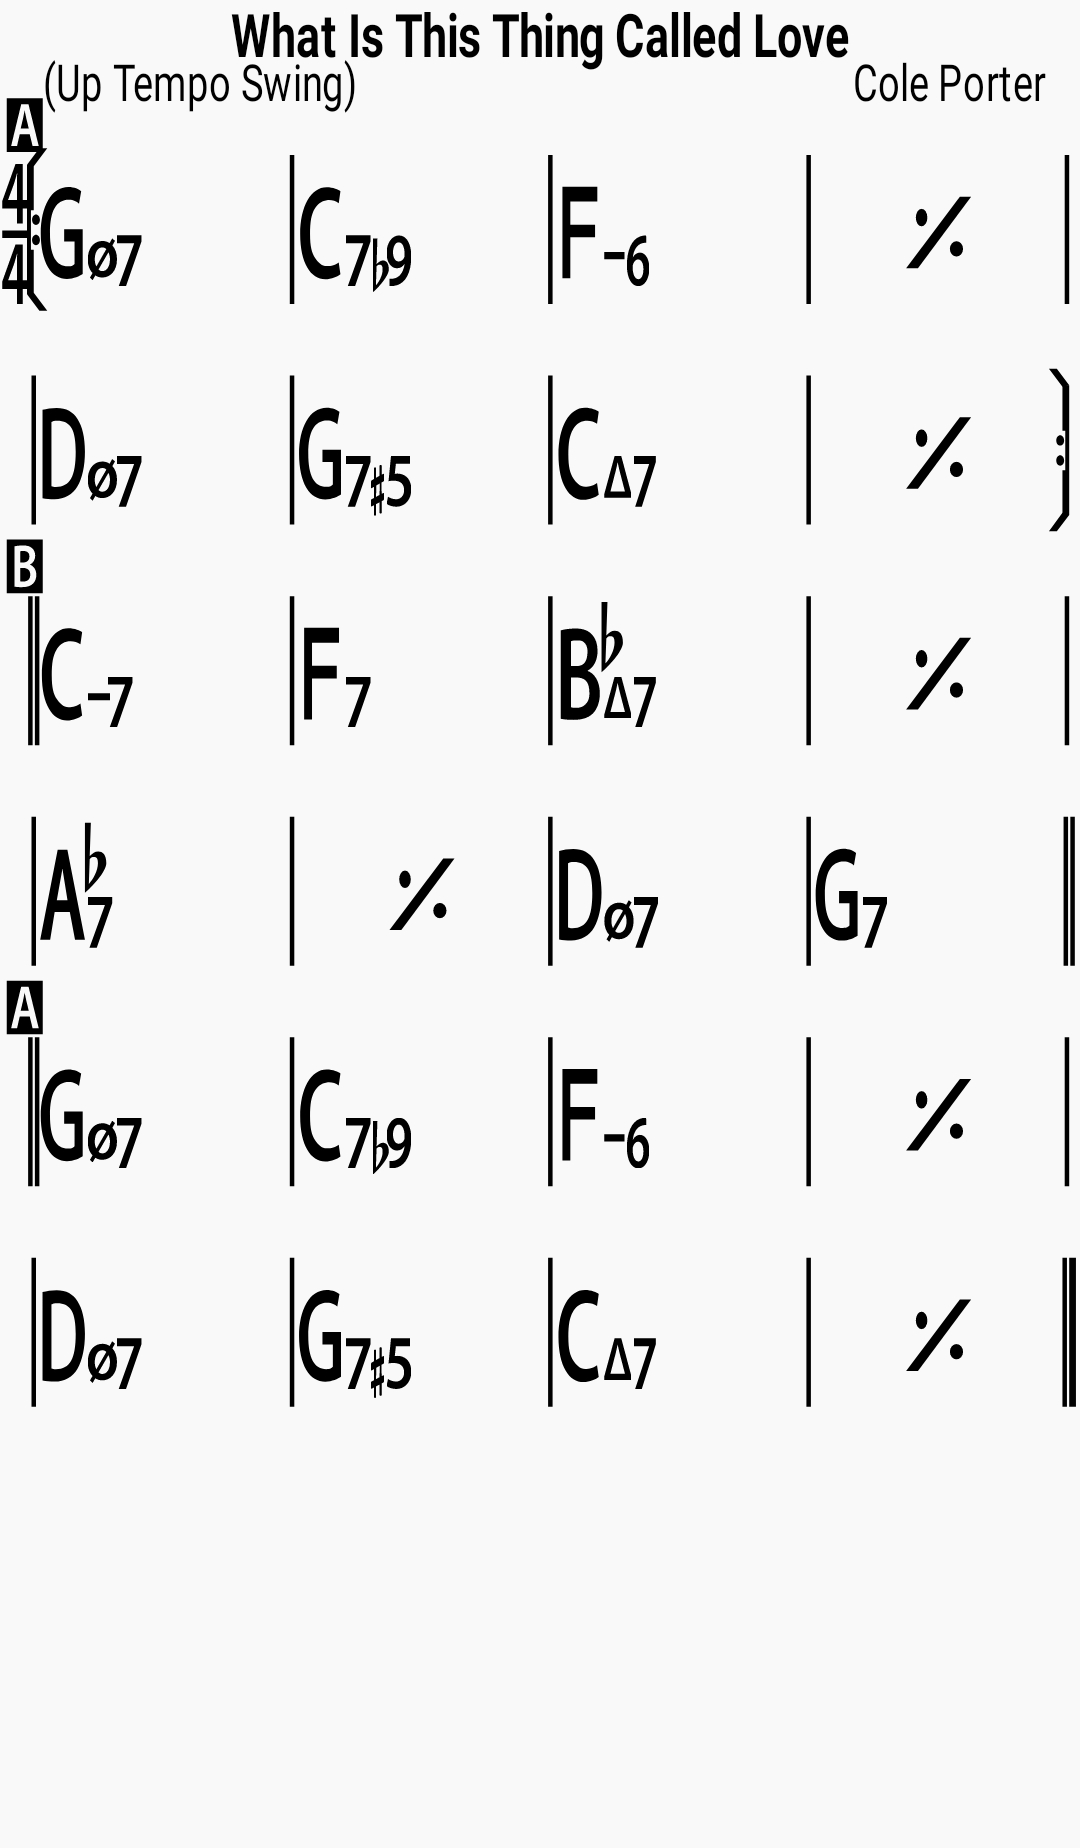 What Is This Thing Called Love
(Up Tempo Swing) Cole Porter
A
4/4 Gø7 C7♭9 F-6 𝄎
Dø7 G7♯5 CΔ7 𝄎
B
C-7 F7 B♭Δ7 𝄎
A♭7 𝄎 Dø7 G7
A
Gø7 C7♭9 F-6 𝄎
Dø7 G7♯5 CΔ7 𝄎